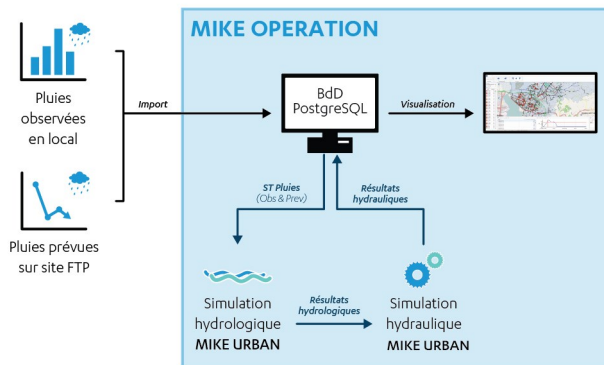 MIKE OPERATION
Pluies
observées
en local
Import
BdD
PostgreSQL
Visualisation
Pluies prévues
sur site FTP
ST Pluies
(Obs & Prev)
Résultats
hydrauliques
Simulation
hydrologique
MIKE URBAN
Résultats
hydrologiques
Simulation
hydraulique
MIKE URBAN